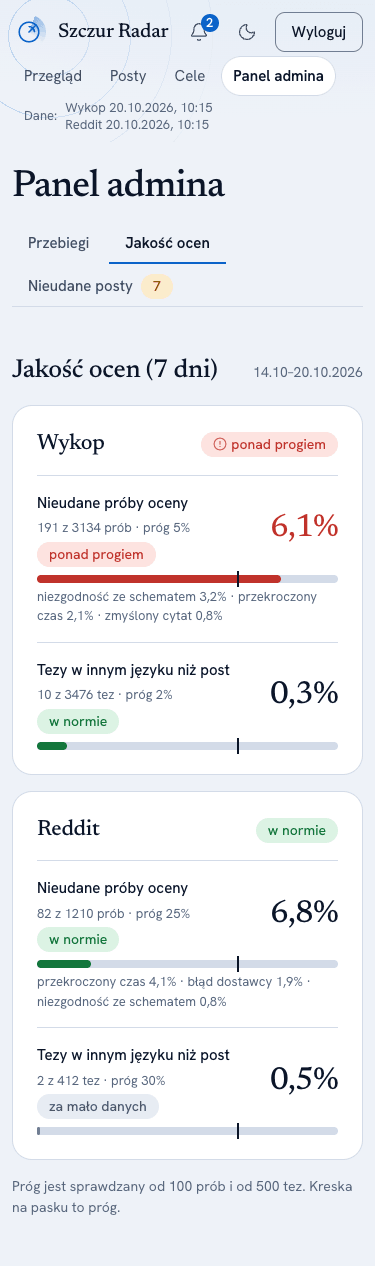 Szczur Radar
2
Wyloguj
Przegląd
Posty
Cele
Panel admina
Dane:
Wykop 20.10.2026, 10:15
Reddit 20.10.2026, 10:15
Panel admina
Przebiegi
Jakość ocen
Nieudane posty
7
Jakość ocen (7 dni)
14.10–20.10.2026
Wykop
ponad progiem
Nieudane próby oceny
191 z 3134 prób · próg 5%
ponad progiem
6,1%
niezgodność ze schematem 3,2% · przekroczony
czas 2,1% · zmyślony cytat 0,8%
Tezy w innym języku niż post
10 z 3476 tez · próg 2%
w normie
0,3%
Reddit
w normie
Nieudane próby oceny
82 z 1210 prób · próg 25%
w normie
6,8%
przekroczony czas 4,1% · błąd dostawcy 1,9% ·
niezgodność ze schematem 0,8%
Tezy w innym języku niż post
2 z 412 tez · próg 30%
za mało danych
0,5%
Próg jest sprawdzany od 100 prób i od 500 tez. Kreska
na pasku to próg.